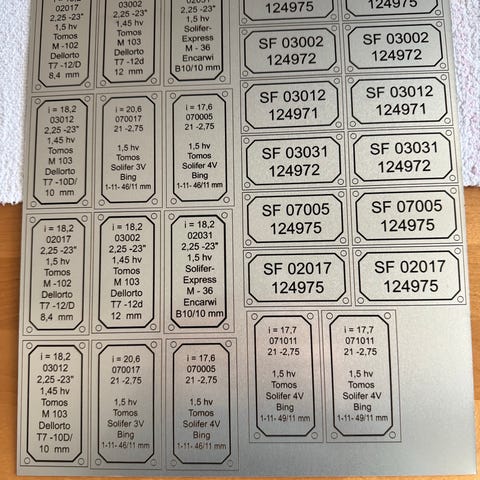 i = 18,2
02017
2,25 -23"
1,5 hv
Tomos
M -102
Dellorto
T7 -12/D
8,4 mm
03002
2,25 -23"
1,45 hv
Tomos
M 103
Dellorto
T7 -12d
12 mm
02031
2,25 -23"
1,5 hv
Solifer-
Express
M - 36
Encarwi
B10/10 mm
124975
124975
SF 03002
124972
SF 03002
124972
i = 18,2
03012
2,25 -23"
1,45 hv
Tomos
M 103
Dellorto
T7 -10D/
10 mm
i = 20,6
070017
21 -2,75
1,5 hv
Tomos
Solifer 3V
Bing
1-11- 46/11 mm
i = 17,6
070005
21 -2,75
1,5 hv
Tomos
Solifer 4V
Bing
1-11- 46/11 mm
SF 03012
124971
SF 03012
124971
SF 03031
124972
SF 03031
124972
SF 07005
124975
SF 07005
124975
i = 18,2
02017
2,25 -23"
1,5 hv
Tomos
M -102
Dellorto
T7 -12/D
8,4 mm
i = 18,2
03002
2,25 -23"
1,45 hv
Tomos
M 103
Dellorto
T7 -12d
12 mm
i = 18,2
02031
2,25 -23"
1,5 hv
Solifer-
Express
M - 36
Encarwi
B10/10 mm
SF 02017
124975
SF 02017
124975
i = 18,2
03012
2,25 -23"
1,45 hv
Tomos
M 103
Dellorto
T7 -10D/
10 mm
i = 20,6
070017
21 -2,75
1,5 hv
Tomos
Solifer 3V
Bing
1-11- 46/11 mm
i = 17,6
070005
21 -2,75
1,5 hv
Tomos
Solifer 4V
Bing
1-11- 46/11 mm
i = 17,7
071011
21 -2,75
1,5 hv
Tomos
Solifer 4V
Bing
1-11- 49/11 mm
i = 17,7
071011
21 -2,75
1,5 hv
Tomos
Solifer 4V
Bing
1-11- 49/11 mm